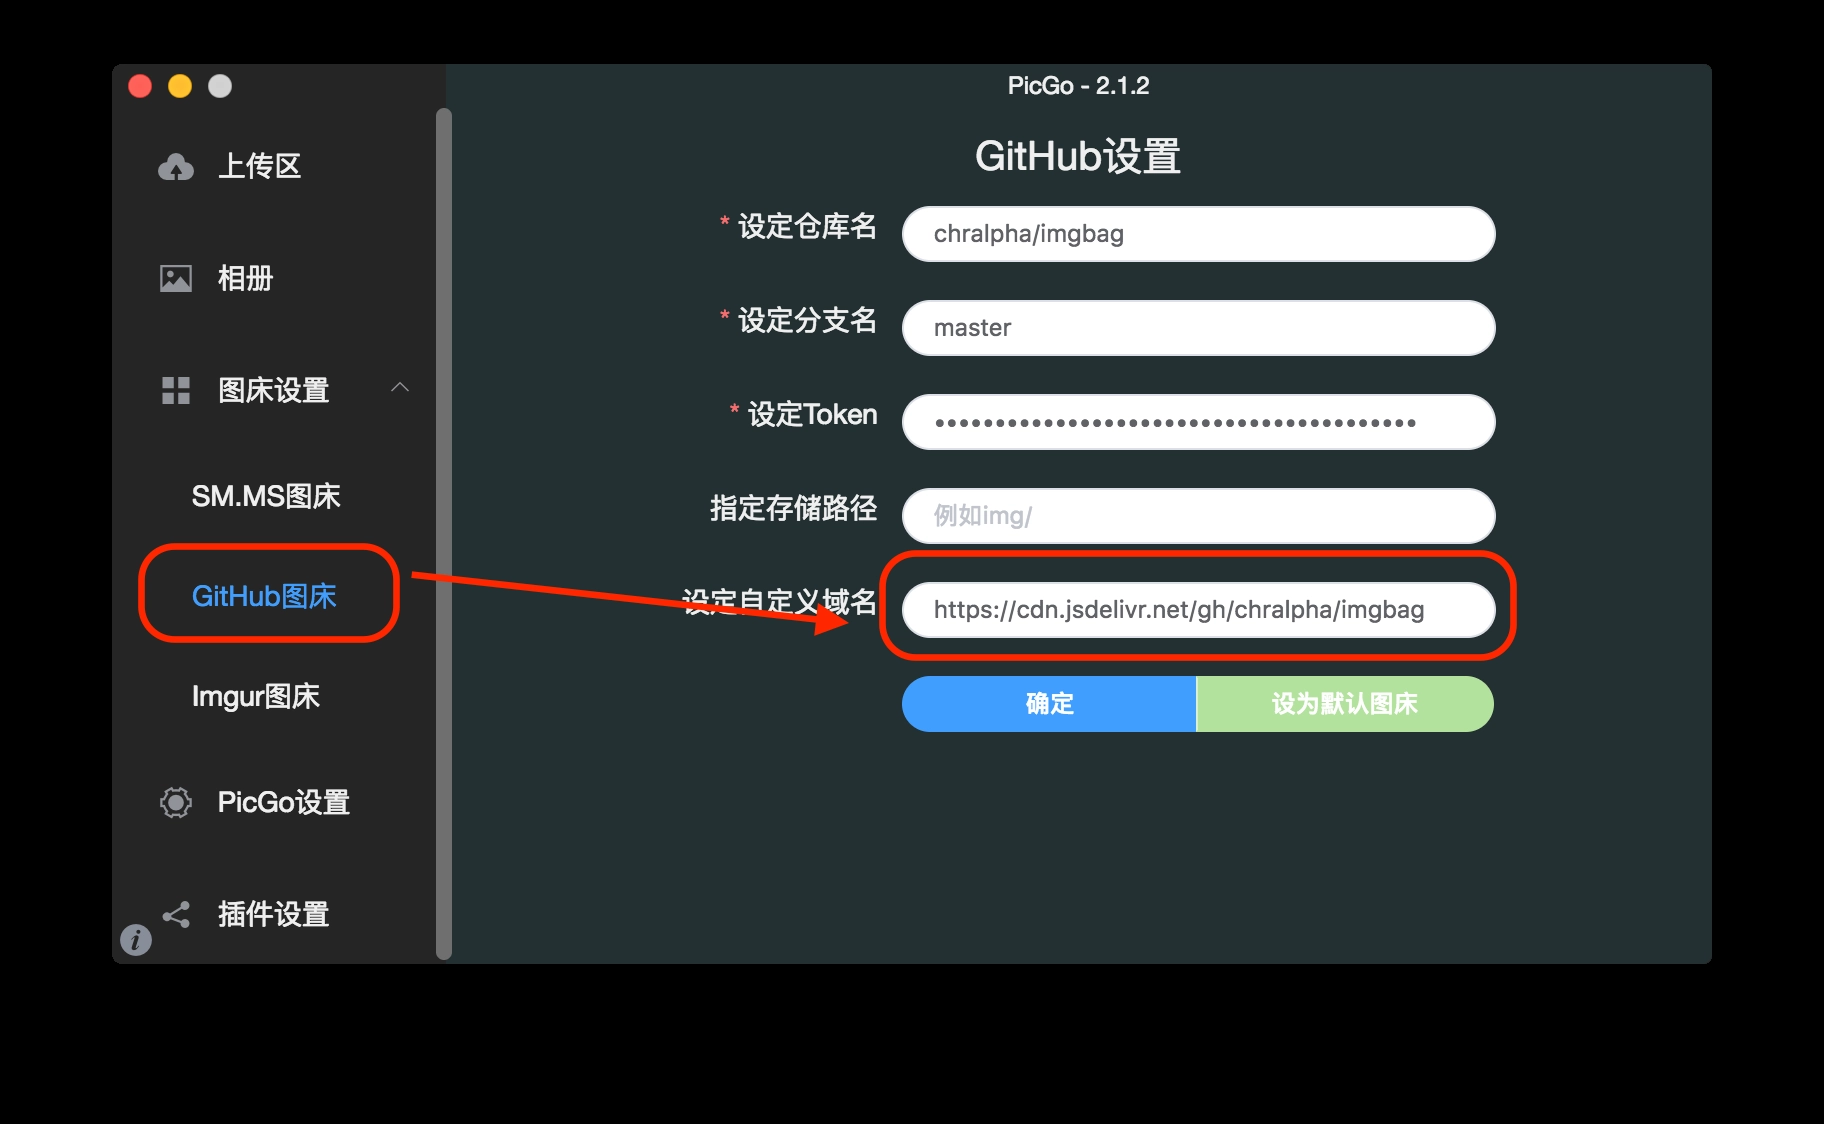 PicGo - 2.1.2
上传区
相册
图床设置
SM.MS图床
GitHub图床
Imgur图床
PicGo设置
插件设置
GitHub设置
* 设定仓库名
chralpha/imgbag
* 设定分支名
master
* 设定Token
••••••••••••••••••••••••••••••••••••••••
指定存储路径
例如img/
设定自定义域名
https://cdn.jsdelivr.net/gh/chralpha/imgbag
确定
设为默认图床